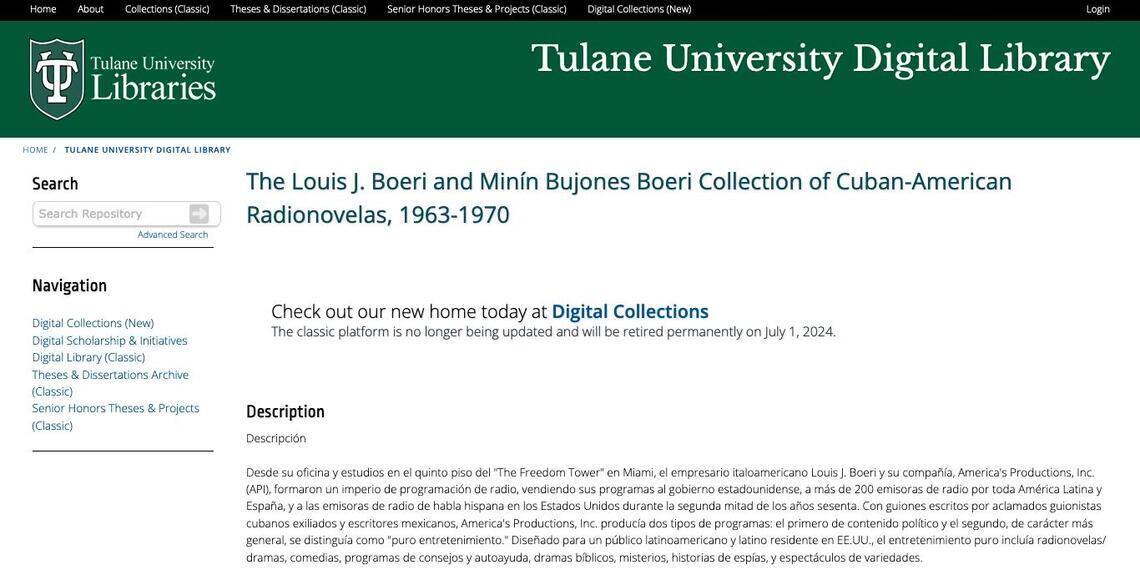 Home About Collections (Classic) Theses & Dissertations (Classic) Senior Honors Theses & Projects (Classic) Digital Collections (New) Login
Tulane University
Libraries
Tulane University Digital Library
HOME / TULANE UNIVERSITY DIGITAL LIBRARY
Search
Search Repository
Advanced Search
Navigation
Digital Collections (New)
Digital Scholarship & Initiatives
Digital Library (Classic)
Theses & Dissertations Archive
(Classic)
Senior Honors Theses & Projects
(Classic)
The Louis J. Boeri and Minín Bujones Boeri Collection of Cuban-American
Radionovelas, 1963-1970
Check out our new home today at Digital Collections
The classic platform is no longer being updated and will be retired permanently on July 1, 2024.
Description
Descripción
Desde su oficina y estudios en el quinto piso del "The Freedom Tower" en Miami, el empresario italoamericano Louis J. Boeri y su compañía, America's Productions, Inc.
(API), formaron un imperio de programación de radio, vendiendo sus programas al gobierno estadounidense, a más de 200 emisoras de radio por toda América Latina y
España, y a las emisoras de radio de habla hispana en los Estados Unidos durante la segunda mitad de los años sesenta. Con guiones escritos por aclamados guionistas
cubanos exiliados y escritores mexicanos, America's Productions, Inc. producía dos tipos de programas: el primero de contenido político y el segundo, de carácter más
general, se distinguía como "puro entretenimiento." Diseñado para un público latinoamericano y latino residente en EE.UU., el entretenimiento puro incluía radionovelas/
dramas, comedias, programas de consejos y autoayuda, dramas bíblicos, misterios, historias de espías, y espectáculos de variedades.